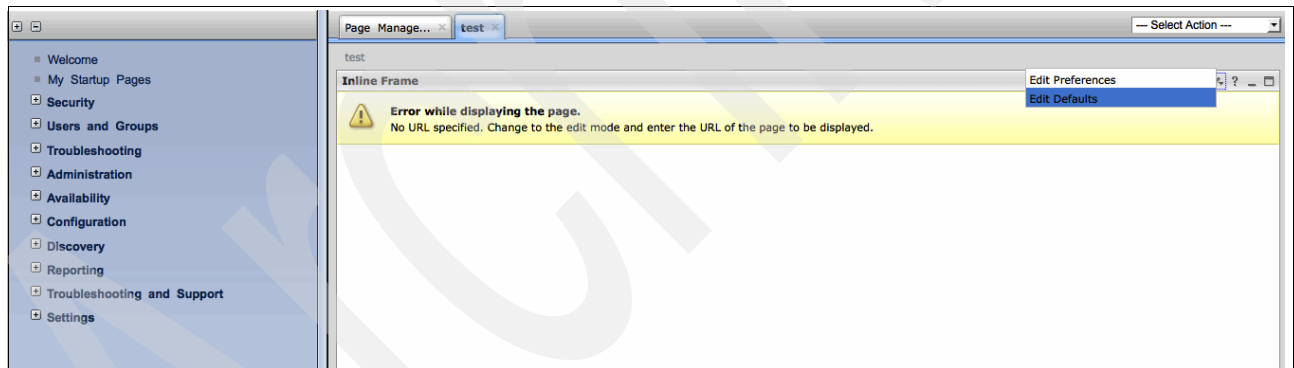 Page Manage... test --- Select Action ---
Welcome
My Startup Pages
Security
Users and Groups
Troubleshooting
Administration
Availability
Configuration
Discovery
Reporting
Troubleshooting and Support
Settings
test
Inline Frame
Edit Preferences
Edit Defaults
?
Error while displaying the page.
No URL specified. Change to the edit mode and enter the URL of the page to be displayed.